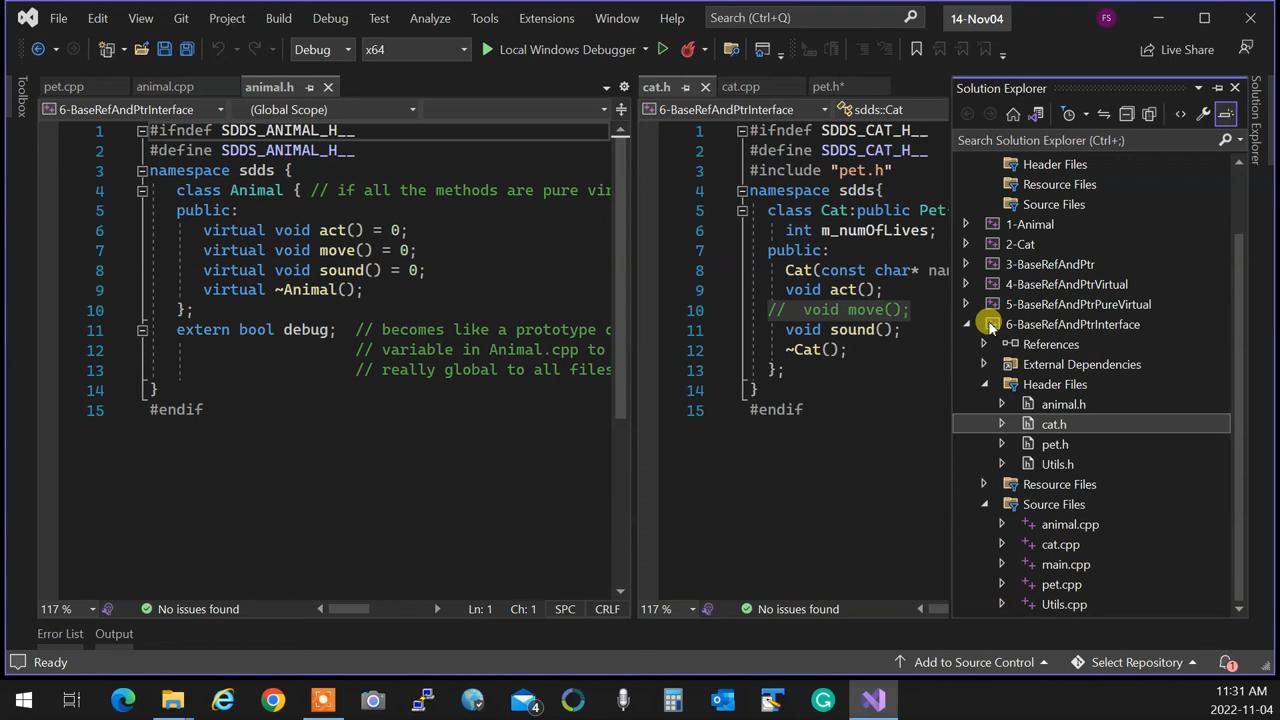 File Edit View Git Project Build Debug Test Analyze Tools Extensions Window Help Search (Ctrl+Q) 14-Nov04 FS
Debug x64 Local Windows Debugger Live Share
Toolbox
pet.cpp animal.cpp animal.h
6-BaseRefAndPtrInterface (Global Scope)
1 #ifndef SDDS_ANIMAL_H__
2 #define SDDS_ANIMAL_H__
3 namespace sdds {
4 class Animal { // if all the methods are pure vir
5 public:
6 virtual void act() = 0;
7 virtual void move() = 0;
8 virtual void sound() = 0;
9 virtual ~Animal();
10 };
11 extern bool debug; // becomes like a prototype o
12 // variable in Animal.cpp to
13 // really global to all files
14 }
15 #endif
117 % No issues found Ln: 1 Ch: 1 SPC CRLF
cat.h cat.cpp pet.h*
6-BaseRefAndPtrInterface sdds::Cat
1 #ifndef SDDS_CAT_H__
2 #define SDDS_CAT_H__
3 #include "pet.h"
4 namespace sdds{
5 class Cat:public Pet
6 int m_numOfLives;
7 public:
8 Cat(const char* nam
9 void act();
10 // void move();
11 void sound();
12 ~Cat();
13 };
14 }
15 #endif
117 % No issues found
Solution Explorer
Search Solution Explorer (Ctrl+;)
Header Files
Resource Files
Source Files
1-Animal
2-Cat
3-BaseRefAndPtr
4-BaseRefAndPtrVirtual
5-BaseRefAndPtrPureVirtual
6-BaseRefAndPtrInterface
References
External Dependencies
Header Files
animal.h
cat.h
pet.h
Utils.h
Resource Files
Source Files
animal.cpp
cat.cpp
main.cpp
pet.cpp
Utils.cpp
Solution Explorer
Error List Output
Ready Add to Source Control Select Repository 1
4
11:31 AM
2022-11-04